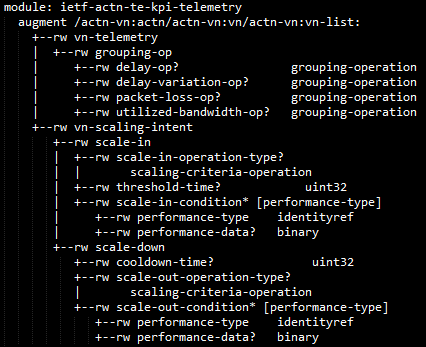 module: ietf-actn-te-kpi-telemetry
  augment /actn-vn:actn/actn-vn:vn/actn-vn:vn-list:
    +--rw vn-telemetry
    |  +--rw grouping-op
    |     +--rw delay-op?                grouping-operation
    |     +--rw delay-variation-op?      grouping-operation
    |     +--rw packet-loss-op?          grouping-operation
    |     +--rw utilized-bandwidth-op?   grouping-operation
    +--rw vn-scaling-intent
       +--rw scale-in
       |  +--rw scale-in-operation-type?
       |  |       scaling-criteria-operation
       |  +--rw threshold-time?             uint32
       |  +--rw scale-in-condition* [performance-type]
       |     +--rw performance-type    identityref
       |     +--rw performance-data?   binary
       +--rw scale-down
          +--rw cooldown-time?              uint32
          +--rw scale-out-operation-type?
          |       scaling-criteria-operation
          +--rw scale-out-condition* [performance-type]
             +--rw performance-type    identityref
             +--rw performance-data?   binary